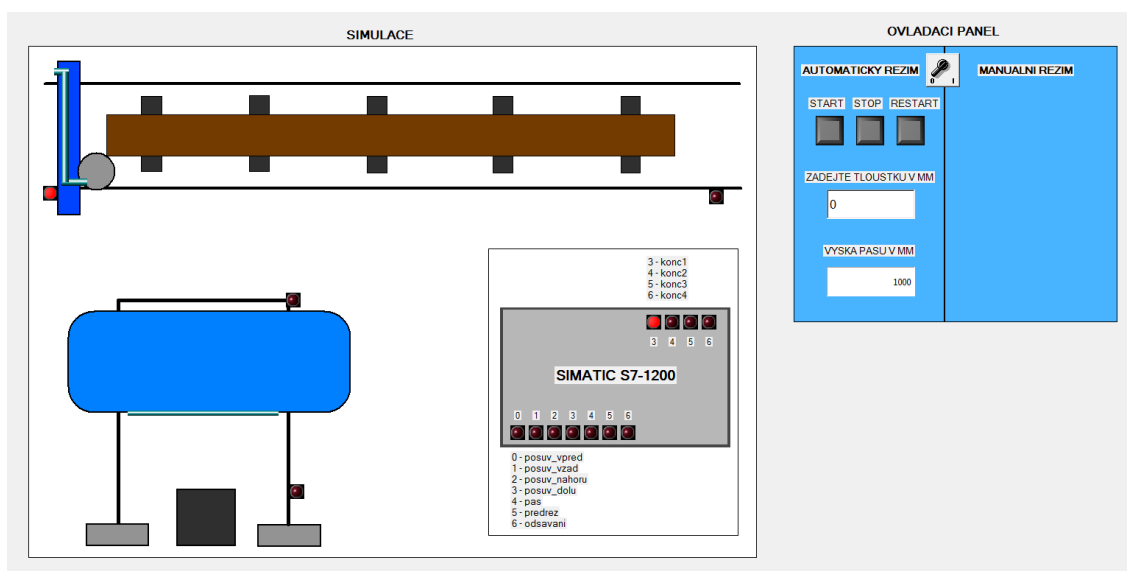 SIMULACE
3 - konc1
4 - konc2
5 - konc3
6 - konc4
3 4 5 6
SIMATIC S7-1200
0 1 2 3 4 5 6
0 - posuv_vpred
1 - posuv_vzad
2 - posuv_nahoru
3 - posuv_dolu
4 - pas
5 - predrez
6 - odsavani
OVLADACI PANEL
AUTOMATICKY REZIM
0 I
MANUALNI REZIM
START STOP RESTART
ZADEJTE TLOUSTKU V MM
0
VYSKA PASU V MM
1000